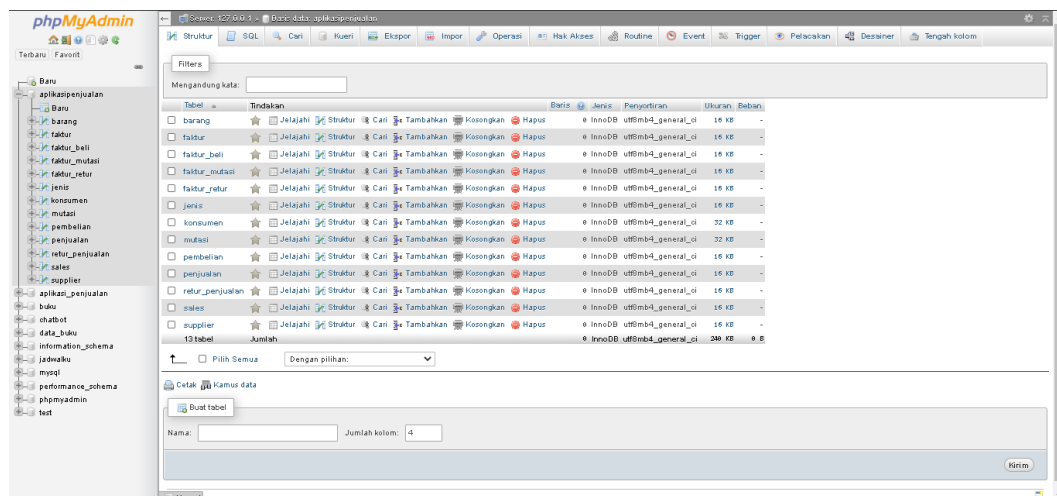 phpMyAdmin
Terbaru Favorit
Baru
aplikasipenjualan
Baru
barang
faktur
faktur_beli
faktur_mutasi
faktur_retur
jenis
konsumen
mutasi
pembelian
penjualan
retur_penjualan
sales
supplier
aplikasi_penjualan
buku
chatbot
data_buku
information_schema
jadwalku
mysql
performance_schema
phpmyadmin
test
Server: 127.0.0.1 » Basis data: aplikasipenjualan
Struktur SQL Cari Kueri Ekspor Impor Operasi Hak Akses Routine Event Trigger Pelacakan Desainer Tengah kolom
Filters
Mengandung kata:
Tabel Tindakan Baris Jenis Penyortiran Ukuran Beban
barang Jelajahi Struktur Cari Tambahkan Kosongkan Hapus 0 InnoDB utf8mb4_general_ci 16 KB -
faktur Jelajahi Struktur Cari Tambahkan Kosongkan Hapus 0 InnoDB utf8mb4_general_ci 16 KB -
faktur_beli Jelajahi Struktur Cari Tambahkan Kosongkan Hapus 0 InnoDB utf8mb4_general_ci 16 KB -
faktur_mutasi Jelajahi Struktur Cari Tambahkan Kosongkan Hapus 0 InnoDB utf8mb4_general_ci 16 KB -
faktur_retur Jelajahi Struktur Cari Tambahkan Kosongkan Hapus 0 InnoDB utf8mb4_general_ci 16 KB -
jenis Jelajahi Struktur Cari Tambahkan Kosongkan Hapus 0 InnoDB utf8mb4_general_ci 16 KB -
konsumen Jelajahi Struktur Cari Tambahkan Kosongkan Hapus 0 InnoDB utf8mb4_general_ci 32 KB -
mutasi Jelajahi Struktur Cari Tambahkan Kosongkan Hapus 0 InnoDB utf8mb4_general_ci 32 KB -
pembelian Jelajahi Struktur Cari Tambahkan Kosongkan Hapus 0 InnoDB utf8mb4_general_ci 16 KB -
penjualan Jelajahi Struktur Cari Tambahkan Kosongkan Hapus 0 InnoDB utf8mb4_general_ci 16 KB -
retur_penjualan Jelajahi Struktur Cari Tambahkan Kosongkan Hapus 0 InnoDB utf8mb4_general_ci 16 KB -
sales Jelajahi Struktur Cari Tambahkan Kosongkan Hapus 0 InnoDB utf8mb4_general_ci 16 KB -
supplier Jelajahi Struktur Cari Tambahkan Kosongkan Hapus 0 InnoDB utf8mb4_general_ci 16 KB -
13 tabel Jumlah 0 InnoDB utf8mb4_general_ci 240 KB 0 B
Pilih Semua Dengan pilihan:
Cetak Kamus data
Buat tabel
Nama: Jumlah kolom: 4
Kirim